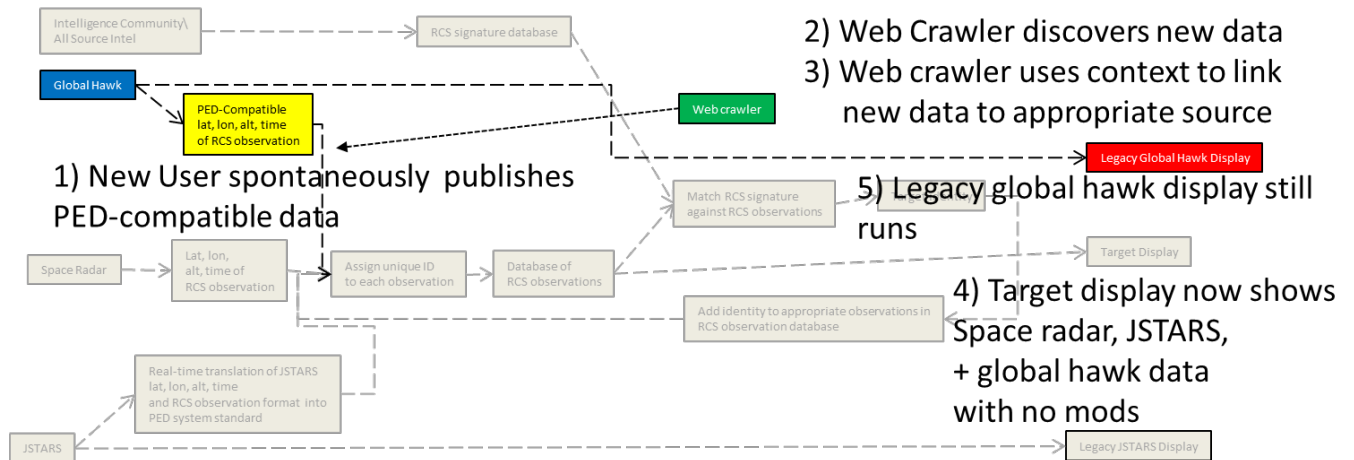 Intelligence Community\
All Source Intel
RCS signature database
2) Web Crawler discovers new data
3) Web crawler uses context to link
new data to appropriate source
Global Hawk
PED-Compatible
lat, lon, alt, time
of RCS observation
Web crawler
Legacy Global Hawk Display
1) New User spontaneously publishes
PED-compatible data
Match RCS signature
against RCS observations
Target Identity
5) Legacy global hawk display still
runs
Space Radar
Lat, lon,
alt, time of
RCS observation
Assign unique ID
to each observation
Database of
RCS observations
Target Display
Add identity to appropriate observations in
RCS observation database
4) Target display now shows
Space radar, JSTARS,
+ global hawk data
with no mods
Real-time translation of JSTARS
lat, lon, alt, time
and RCS observation format into
PED system standard
JSTARS
Legacy JSTARS Display